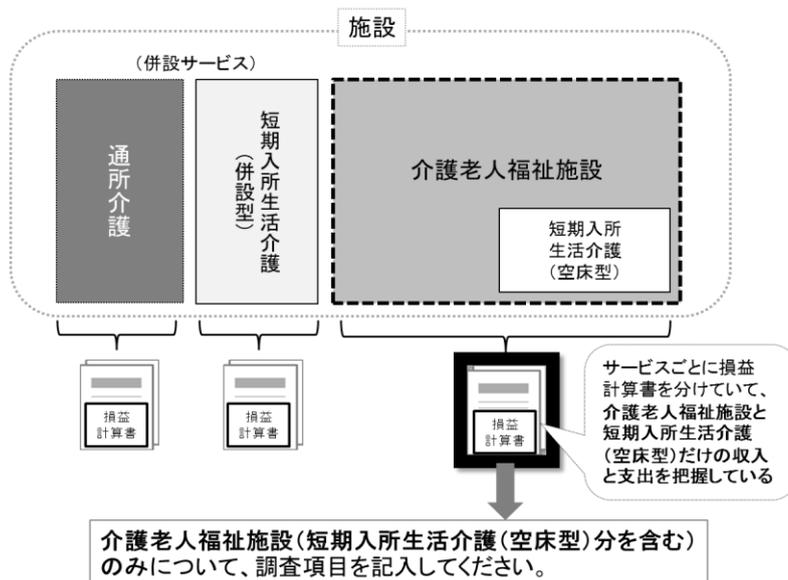 施設
（併設サービス）
通所介護
短期入所生活介護
（併設型）
介護老人福祉施設
短期入所
生活介護
（空床型）
損益
計算書
損益
計算書
損益
計算書
サービスごとに損益
計算書を分けていて、
介護老人福祉施設と
短期入所生活介護
（空床型）だけの収入
と支出を把握している
介護老人福祉施設（短期入所生活介護（空床型）分を含む）
のみについて、調査項目を記入してください。